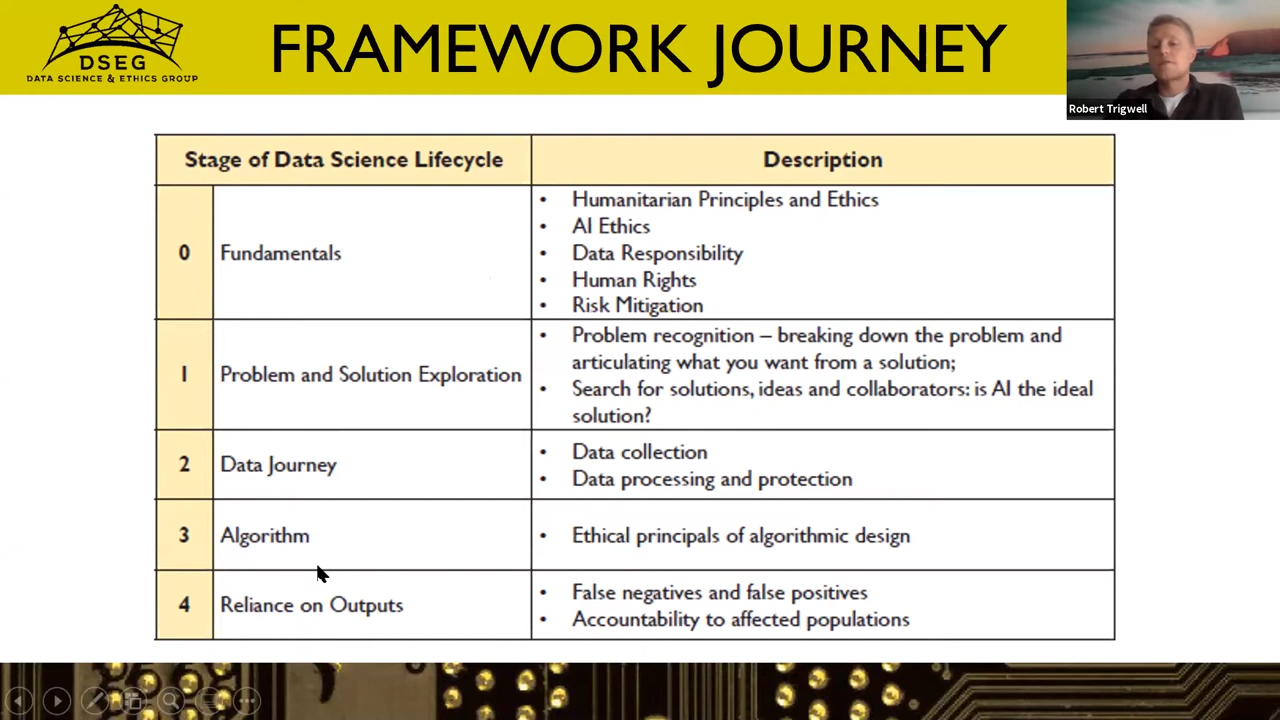 DSEG
DATA SCIENCE & ETHICS GROUP
FRAMEWORK JOURNEY
Robert Trigwell
Stage of Data Science Lifecycle
Description
0
Fundamentals
• Humanitarian Principles and Ethics
• AI Ethics
• Data Responsibility
• Human Rights
• Risk Mitigation
1
Problem and Solution Exploration
• Problem recognition – breaking down the problem and
articulating what you want from a solution;
• Search for solutions, ideas and collaborators: is AI the ideal
solution?
2
Data Journey
• Data collection
• Data processing and protection
3
Algorithm
• Ethical principals of algorithmic design
4
Reliance on Outputs
• False negatives and false positives
• Accountability to affected populations